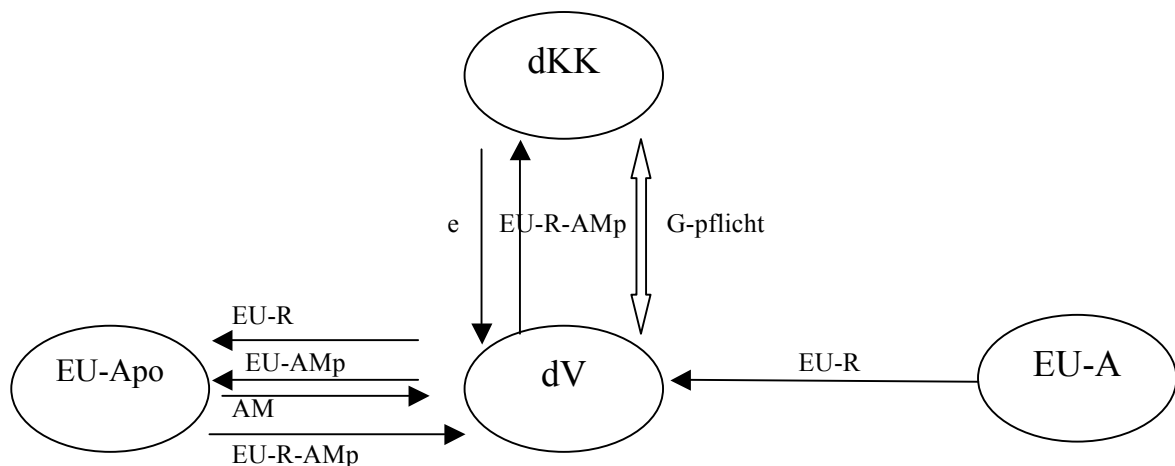 dKK
e
EU-R-AMp
G-pflicht
EU-R
EU-Apo
EU-AMp
AM
EU-R-AMp
dV
EU-R
EU-A